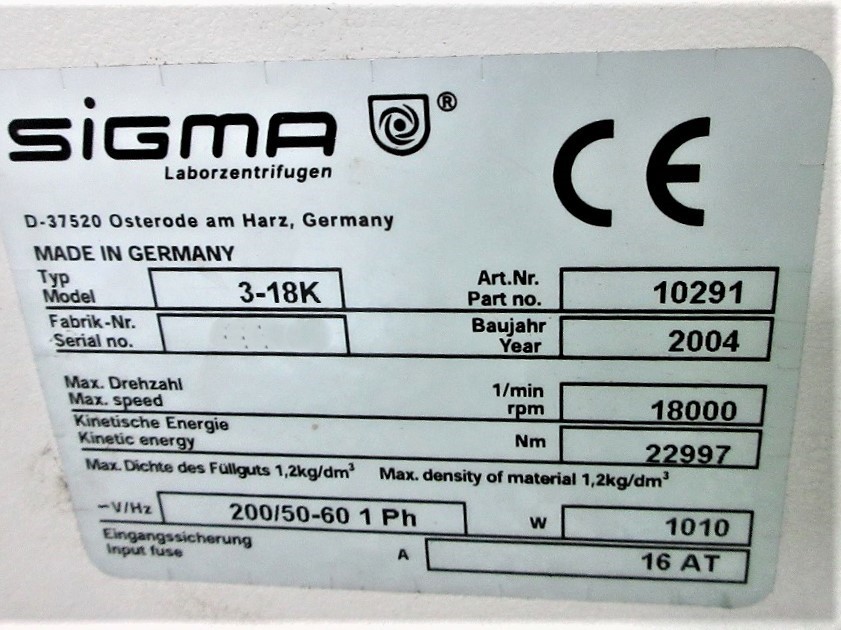 SIGMA ®
Laborzentrifugen
CE
D-37520 Osterode am Harz, Germany
MADE IN GERMANY
Typ
Model 3-18K
Art.Nr.
Part no. 10291
Fabrik-Nr.
Serial no.
Baujahr
Year 2004
Max. Drehzahl
Max. speed
1/min
rpm 18000
Kinetische Energie
Kinetic energy Nm 22997
Max. Dichte des Füllguts 1,2kg/dm³ Max. density of material 1,2kg/dm³
~V/Hz 200/50-60 1 Ph W 1010
Eingangssicherung
Input fuse A 16 AT